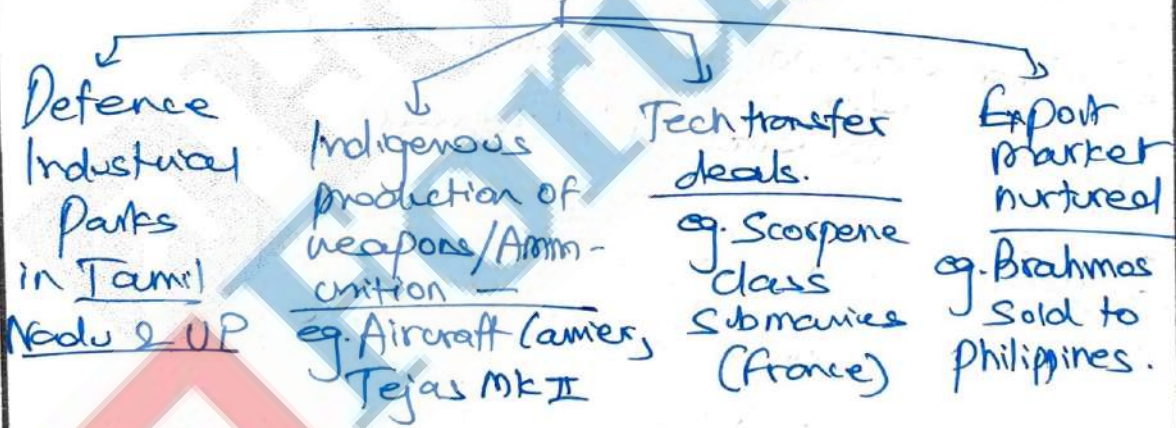 Defence
Industrial
Parks
in Tamil
Nadu & UP
Indigenous
production of
weapons/Amm-
unition —
eg. Aircraft Carrier,
Tejas Mk II
Tech transfer
deals.
eg. Scorpene
class
Submarines
(France)
Export
market
nurtured
eg. Brahmos
Sold to
Philippines.
Foru